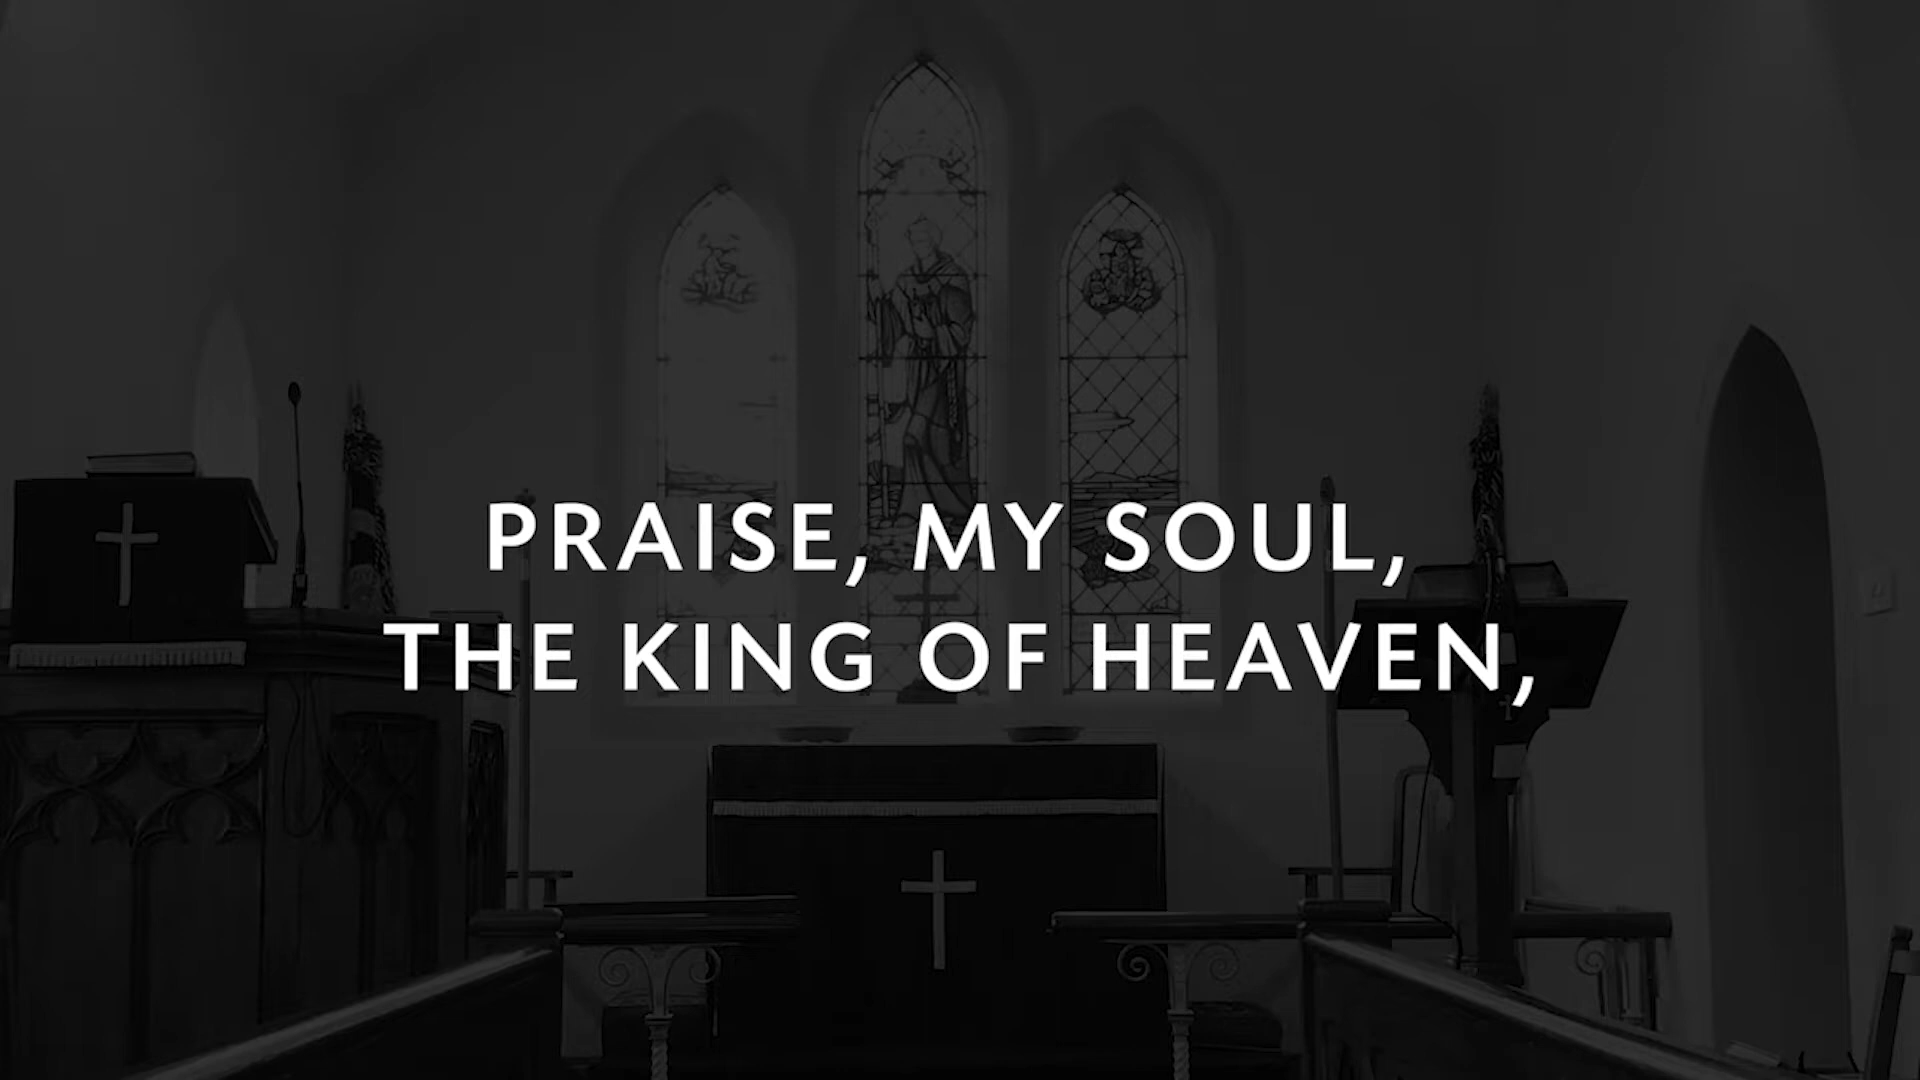 PRAISE, MY SOUL,
THE KING OF HEAVEN,